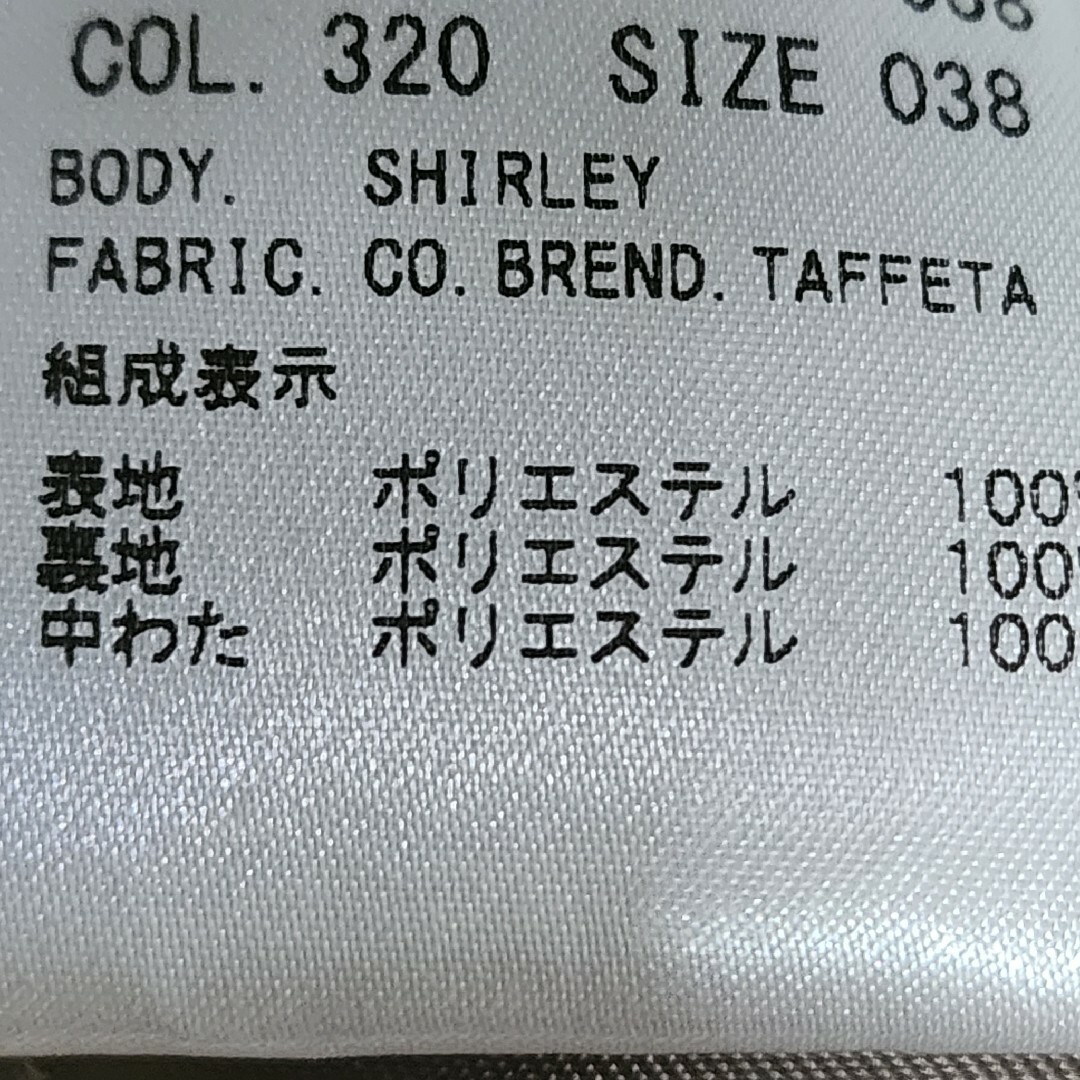 COL. 320 SIZE 038
BODY. SHIRLEY
FABRIC. CO. BREND. TAFFETA
組成表示
表地 ポリエステル 100%
裏地 ポリエステル 100%
中わた ポリエステル 100